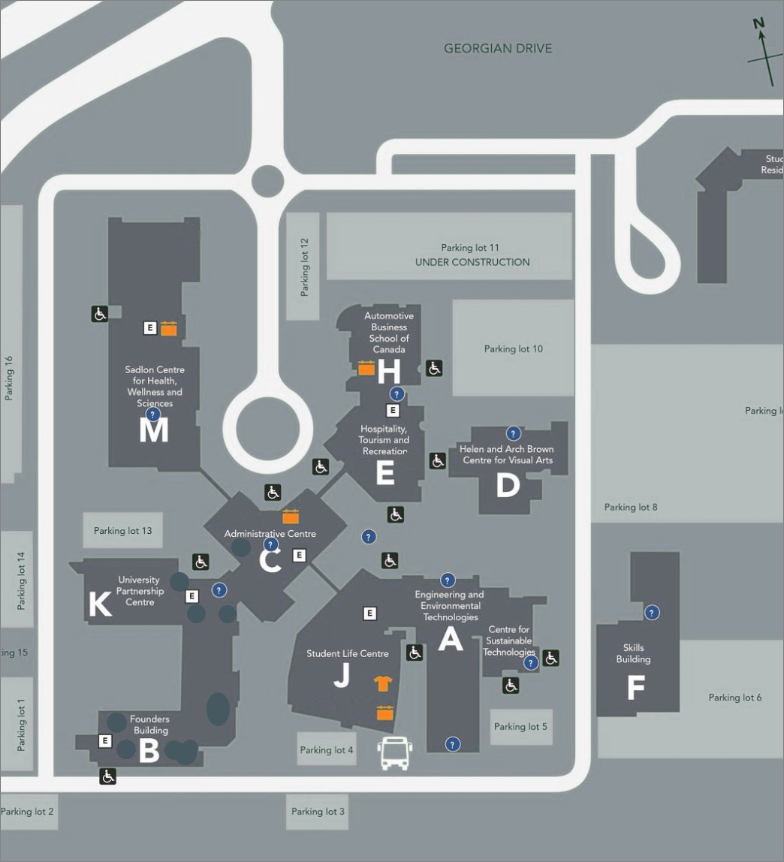 GEORGIAN DRIVE
N
Stud
Resid
Parking lot 12
Parking lot 11
UNDER CONSTRUCTION
Parking 16
Automotive
Business
School of
Canada
H
Parking lot 10
E
Sadlon Centre
for Health,
Wellness and
Sciences
?
M
?
E
Hospitality,
Tourism and
Recreation
E
?
Helen and Arch Brown
Centre for Visual Arts
D
Parking l
Parking lot 8
Parking lot 13
Administrative Centre
?
C
E
?
Parking lot 14
K
University
Partnership
Centre
E
?
?
Engineering and
Environmental
Technologies
A
E
Centre for
Sustainable
Technologies
?
?
Skills
Building
F
ing 15
Student Life Centre
J
Parking lot 1
Parking lot 6
Founders
Building
B
E
Parking lot 4
?
Parking lot 5
Parking lot 2
Parking lot 3